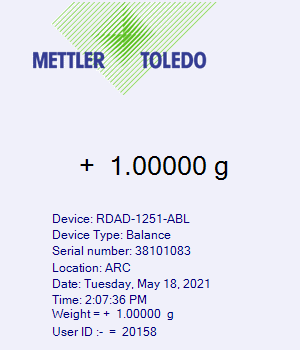 METTLER TOLEDO
+ 1.00000 g
Device: RDAD-1251-ABL
Device Type: Balance
Serial number: 38101083
Location: ARC
Date: Tuesday, May 18, 2021
Time: 2:07:36 PM
Weight = + 1.00000 g
User ID :- = 20158